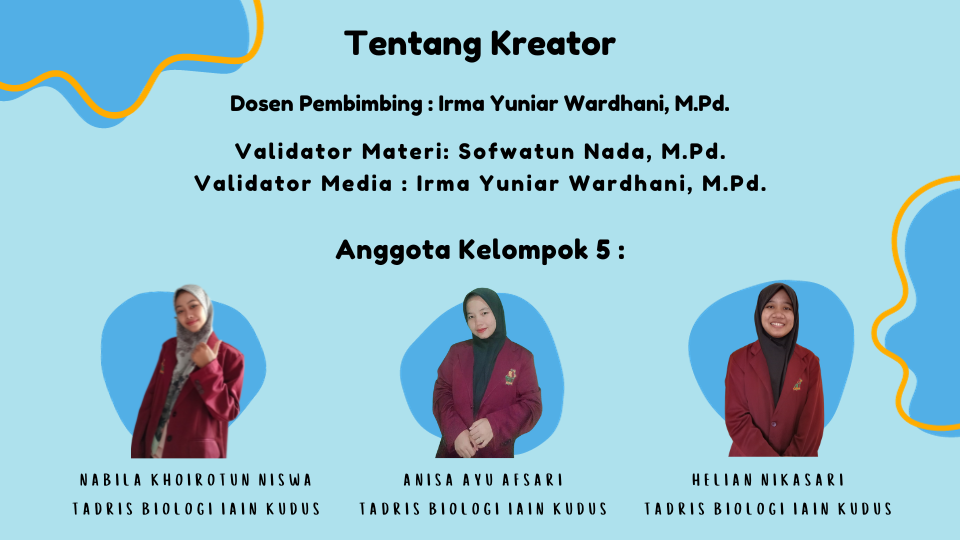 Tentang Kreator
Dosen Pembimbing : Irma Yuniar Wardhani, M.Pd.
Validator Materi: Sofwatun Nada, M.Pd.
Validator Media : Irma Yuniar Wardhani, M.Pd.
Anggota Kelompok 5 :
NABILA KHOIROTUN NISWA
TADRIS BIOLOGI IAIN KUDUS
ANISA AYU AFSARI
TADRIS BIOLOGI IAIN KUDUS
HELIAN NIKASARI
TADRIS BIOLOGI IAIN KUDUS